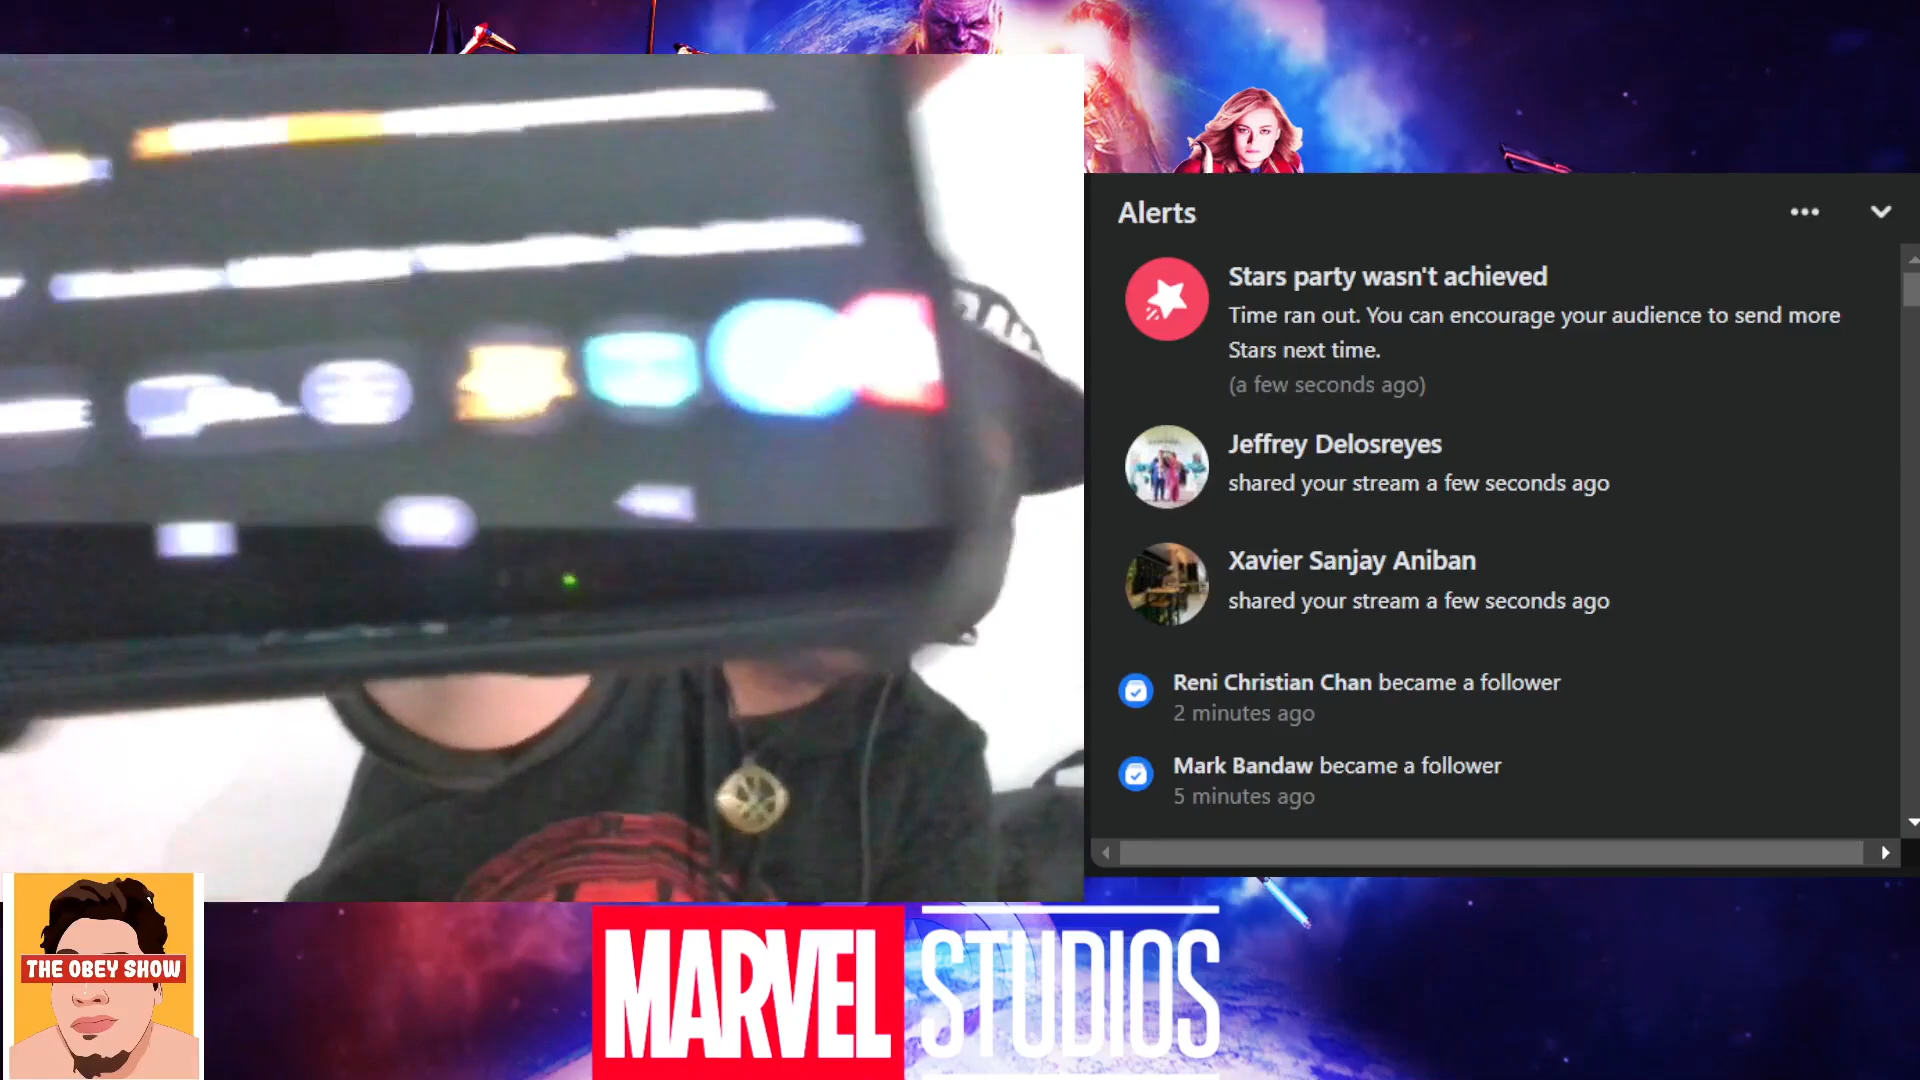 Alerts
Stars party wasn't achieved
Time ran out. You can encourage your audience to send more
Stars next time.
(a few seconds ago)
Jeffrey Delosreyes
shared your stream a few seconds ago
Xavier Sanjay Aniban
shared your stream a few seconds ago
Reni Christian Chan became a follower
2 minutes ago
Mark Bandaw became a follower
5 minutes ago
THE OBEY SHOW
MARVEL STUDIOS